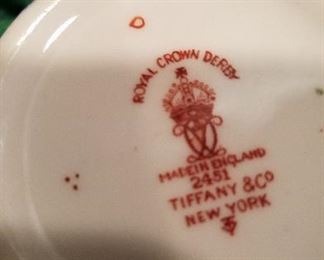 ROYAL CROWN DERBY
MADE IN ENGLAND
2451
TIFFANY & CO
NEW YORK